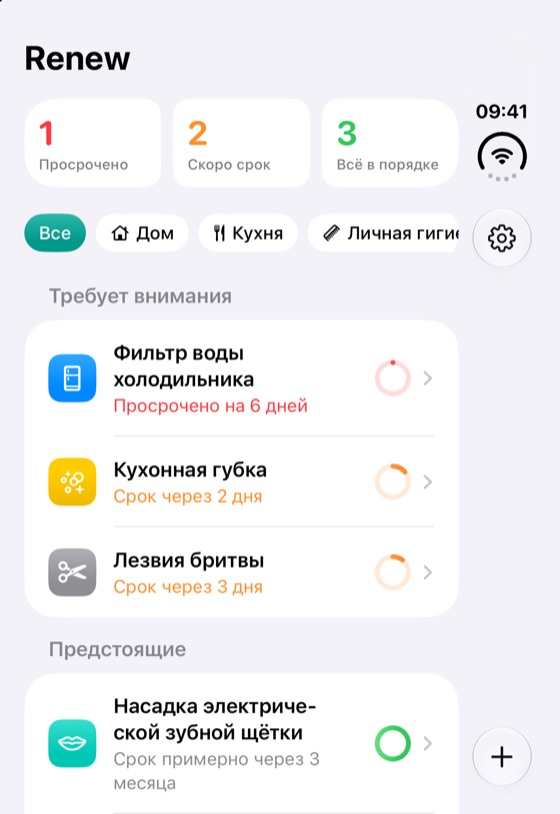 Renew
09:41
1
Просрочено
2
Скоро срок
3
Всё в порядке
Все
Дом
Кухня
Личная гигие
Требует внимания
Фильтр воды
холодильника
Просрочено на 6 дней
Кухонная губка
Срок через 2 дня
Лезвия бритвы
Срок через 3 дня
Предстоящие
Насадка электриче-
ской зубной щётки
Срок примерно через 3
месяца